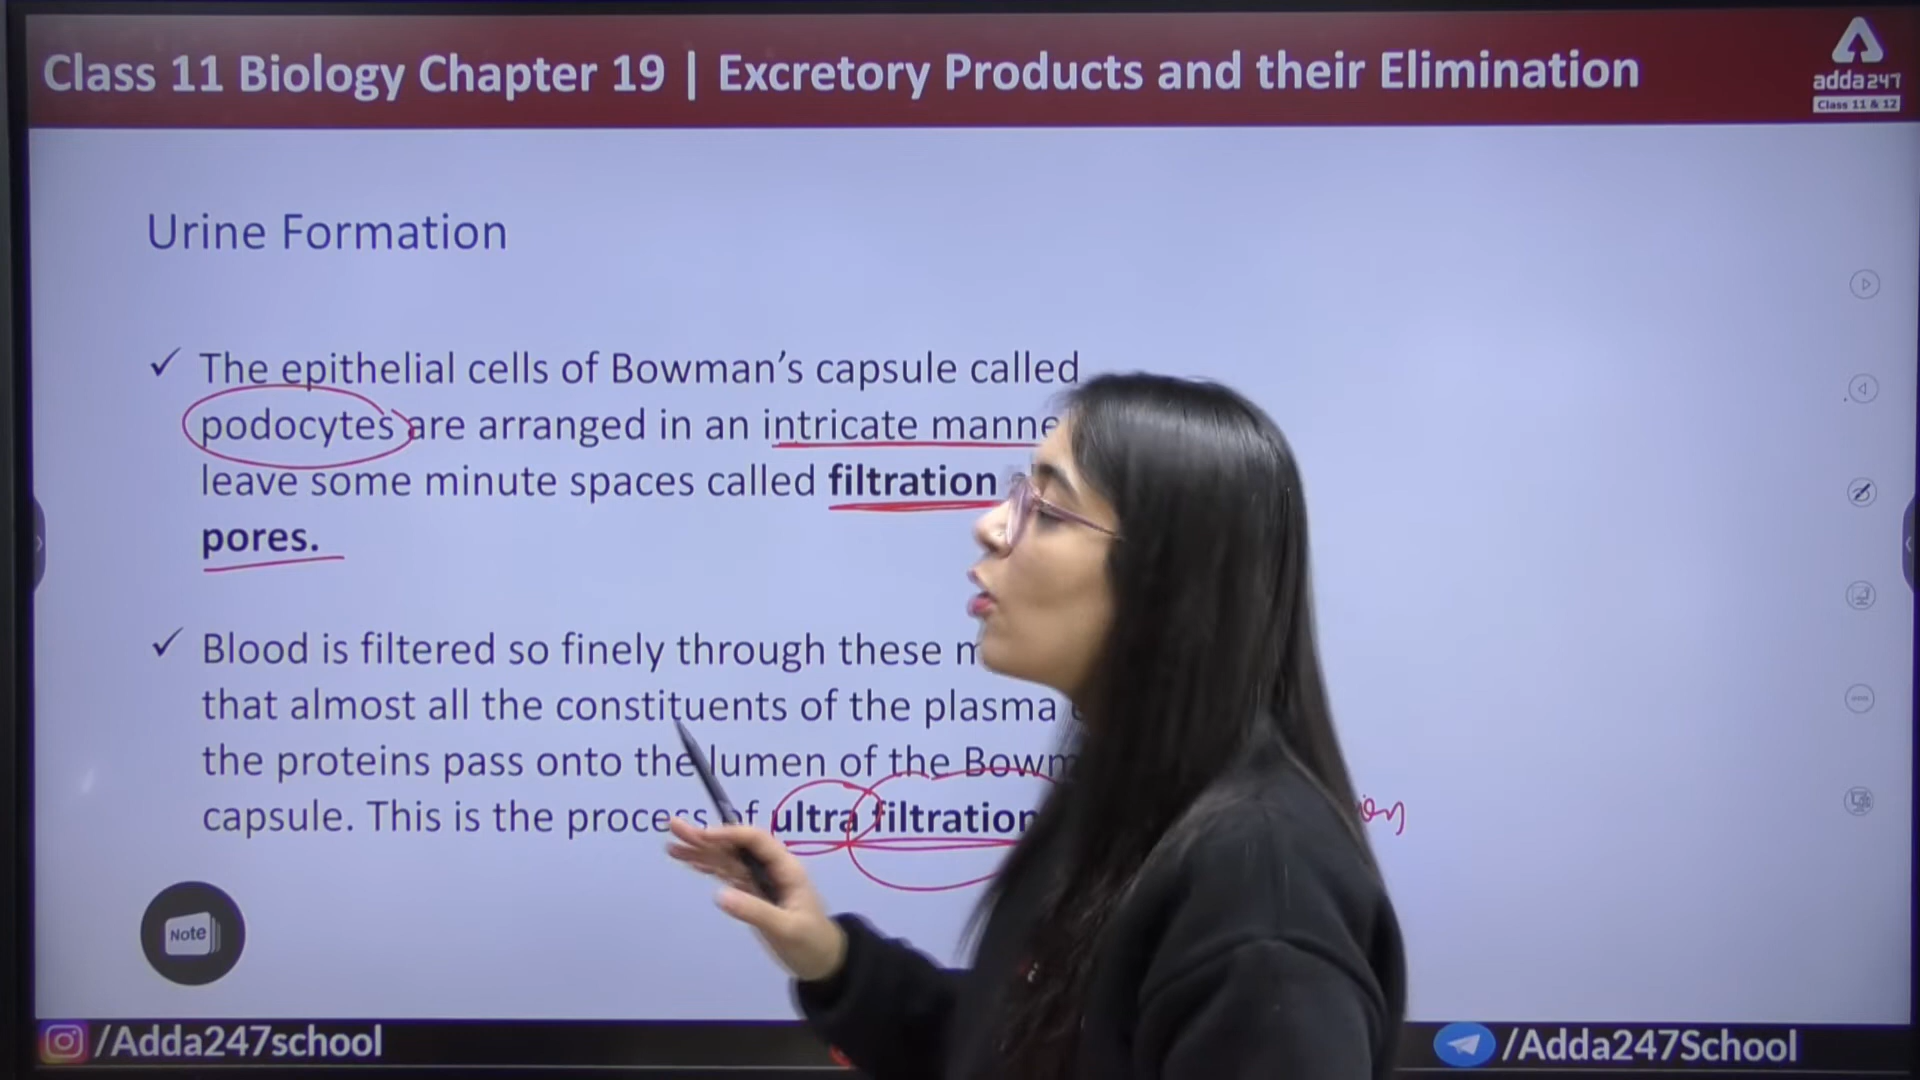 Class 11 Biology Chapter 19 | Excretory Products and their Elimination
adda247
Class 11 & 12
Urine Formation
✓ The epithelial cells of Bowman's capsule called
podocytes are arranged in an intricate
leave some minute spaces called filtration
pores.
✓ Blood is filtered so finely through these
that almost all the constituents of the plasma
the proteins pass onto the lumen of the
capsule. This is the process of ultra filtration
Note
/Adda247school
/Adda247School